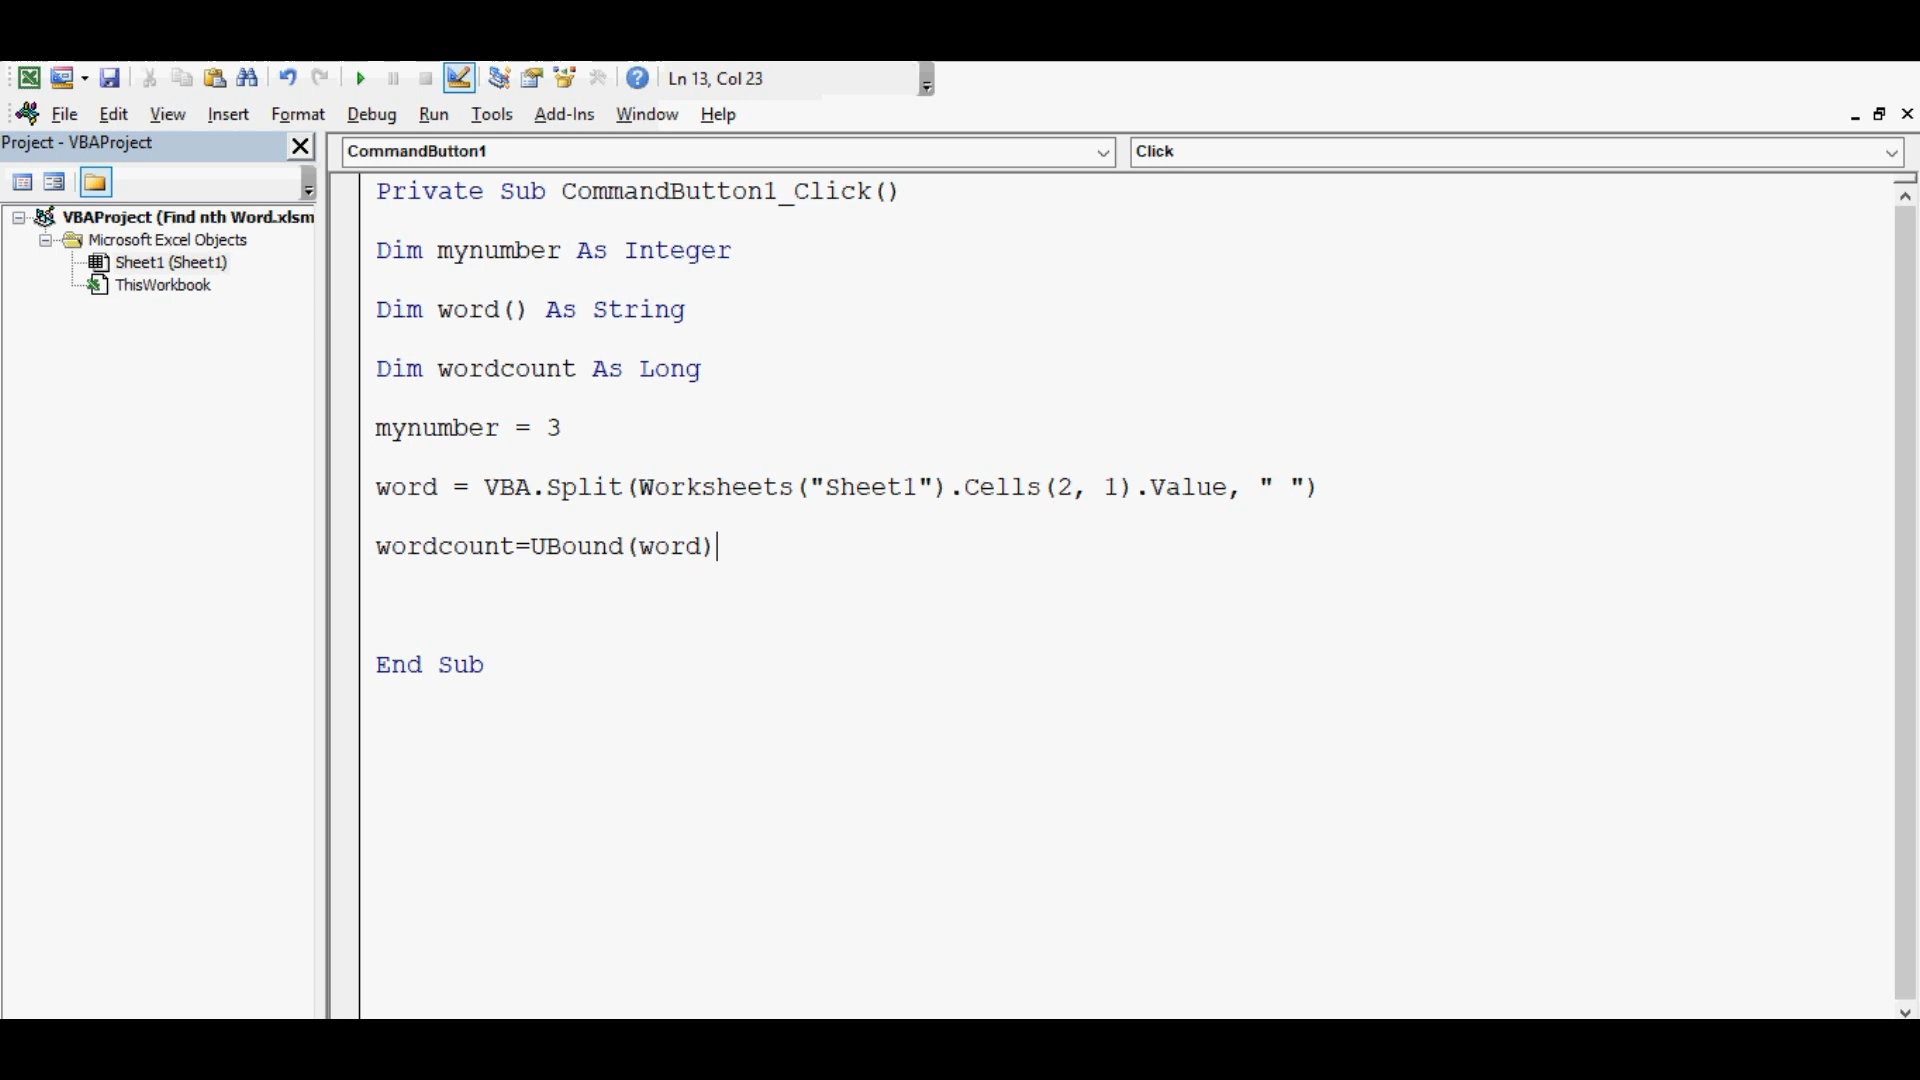 Ln 13, Col 23
File Edit View Insert Format Debug Run Tools Add-Ins Window Help
Project - VBAProject
CommandButton1
Click
VBAProject (Find nth Word.xlsm
Microsoft Excel Objects
Sheet1 (Sheet1)
ThisWorkbook
Private Sub CommandButton1_Click()
Dim mynumber As Integer
Dim word() As String
Dim wordcount As Long
mynumber = 3
word = VBA.Split(Worksheets("Sheet1").Cells(2, 1).Value, " ")
wordcount=UBound(word)
End Sub